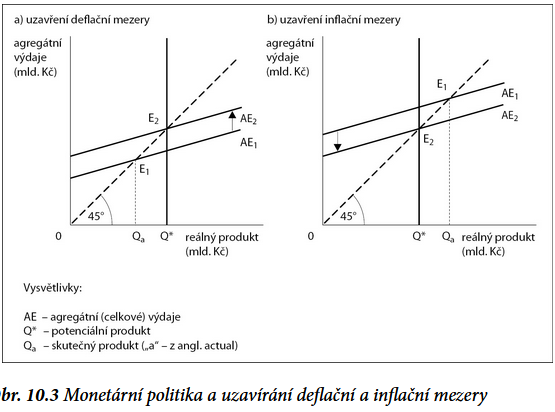 a) uzavření deflační mezery
agregátní
výdaje
(mld. Kč)
E₂
AE₂
AE₁
E₁
45°
0
Qₐ
Q*
reálný produkt
(mld. Kč)
b) uzavření inflační mezery
agregátní
výdaje
(mld. Kč)
E₁
AE₁
AE₂
E₂
45°
0
Q*
Qₐ
reálný produkt
(mld. Kč)
Vysvětlivky:
AE – agregátní (celkové) výdaje
Q* – potenciální produkt
Qₐ – skutečný produkt („a“ – z angl. actual)
br. 10.3 Monetární politika a uzavírání deflační a inflační mezery